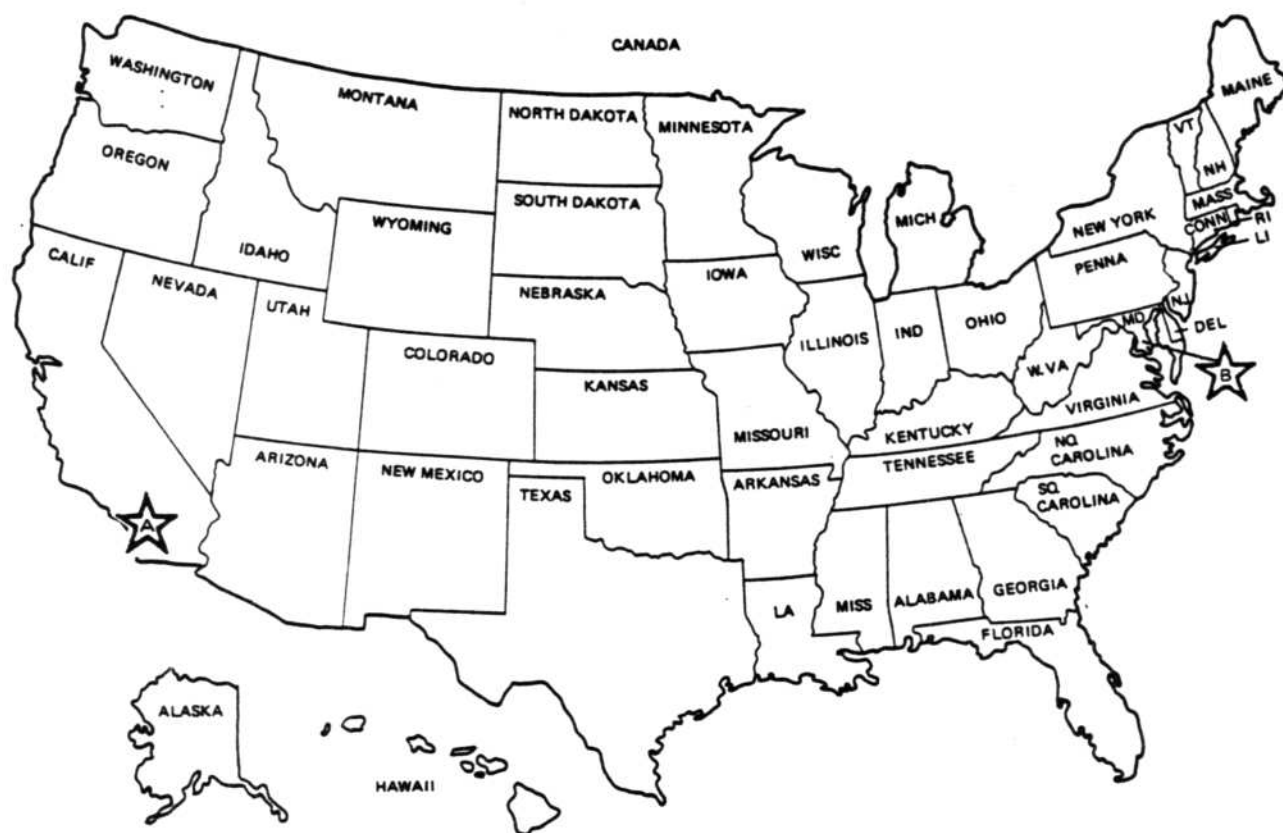 CANADA
WASHINGTON
MONTANA
NORTH DAKOTA
MINNESOTA
MAINE
VT
NH
OREGON
MASS
SOUTH DAKOTA
MICH
WYOMING
NEW YORK
CONN
RI
LI
IDAHO
WISC
CALIF
NEVADA
IOWA
PENNA
UTAH
NEBRASKA
NJ
MD
DEL
COLORADO
ILLINOIS
IND
OHIO
KANSAS
W.VA
B
VIRGINIA
MISSOURI
KENTUCKY
ARIZONA
NEW MEXICO
TENNESSEE
NO.
CAROLINA
OKLAHOMA
TEXAS
ARKANSAS
SO.
CAROLINA
A
LA
MISS
ALABAMA
GEORGIA
FLORIDA
ALASKA
HAWAII